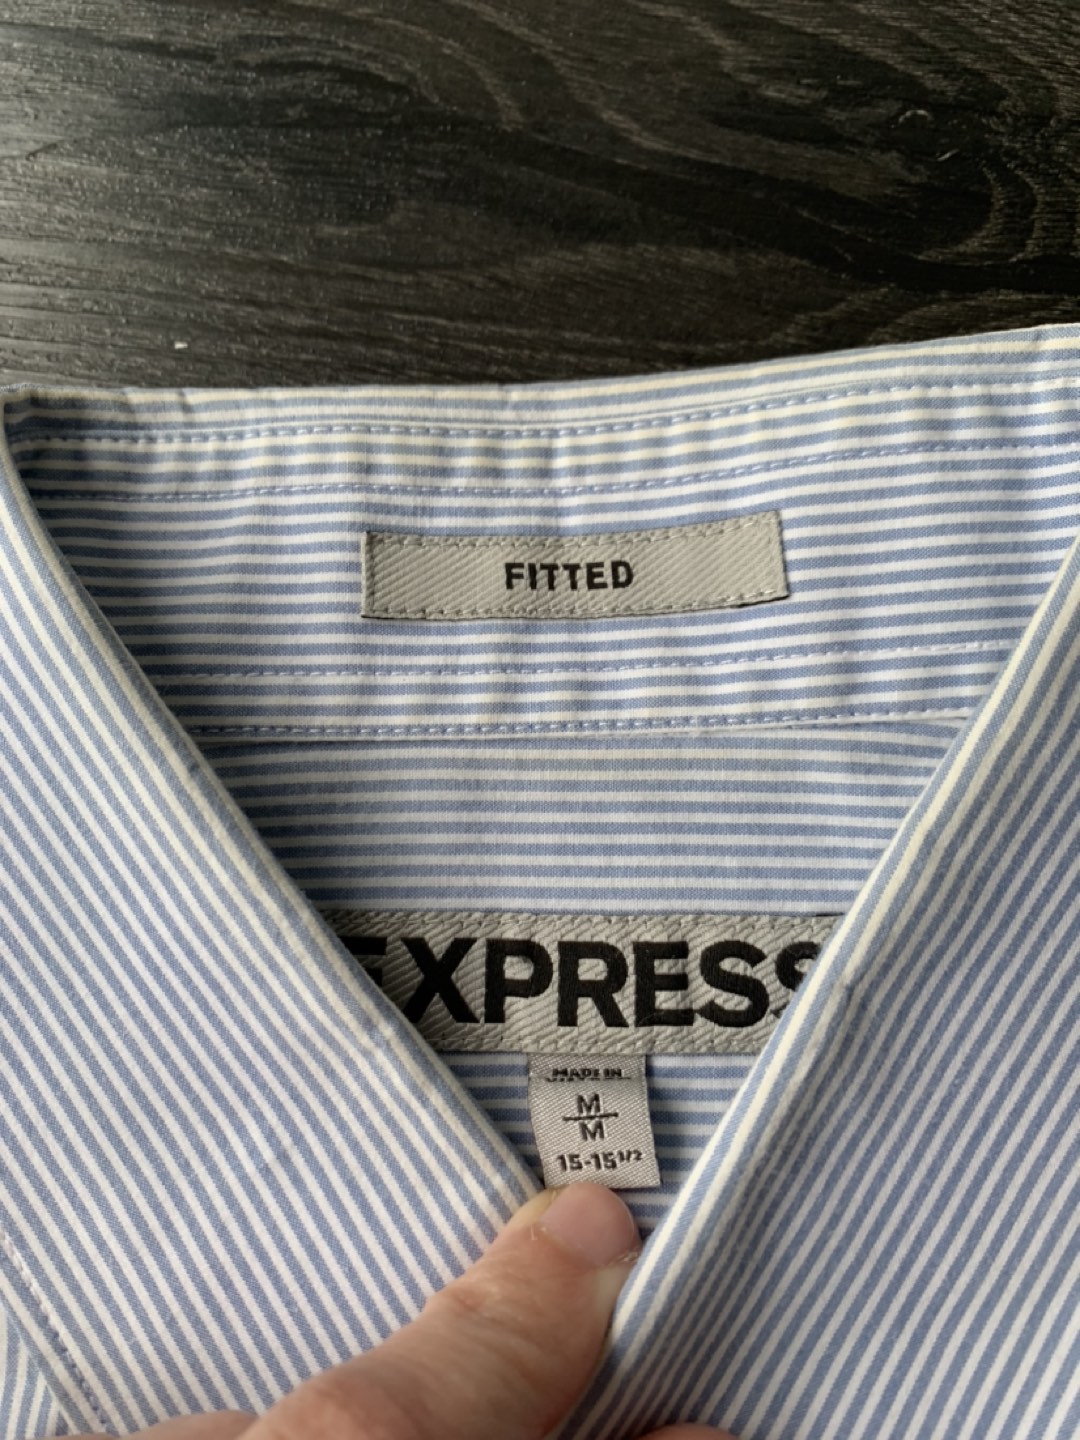 FITTED
EXPRESS
MADE IN
M
M
15-15 1/2